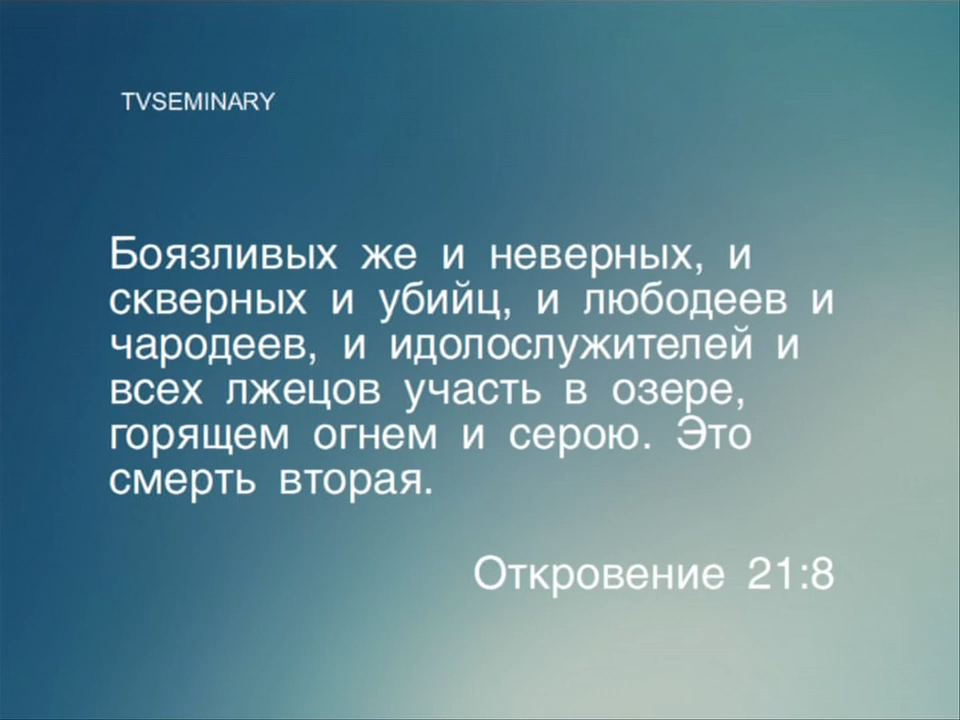 TVSEMINARY
Боязливых же и неверных, и
скверных и убийц, и любодеев и
чародеев, и идолослужителей и
всех лжецов участь в озере,
горящем огнем и серою. Это
смерть вторая.
Откровение 21:8